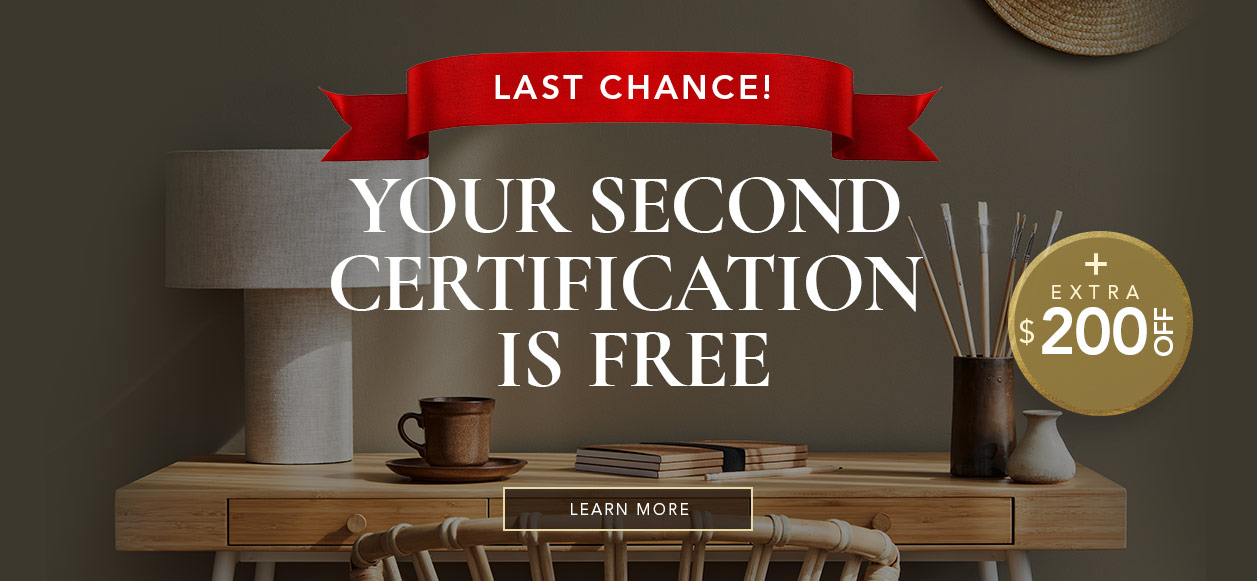 LAST CHANCE!
YOUR SECOND
CERTIFICATION
IS FREE
+
EXTRA
$200 OFF
LEARN MORE